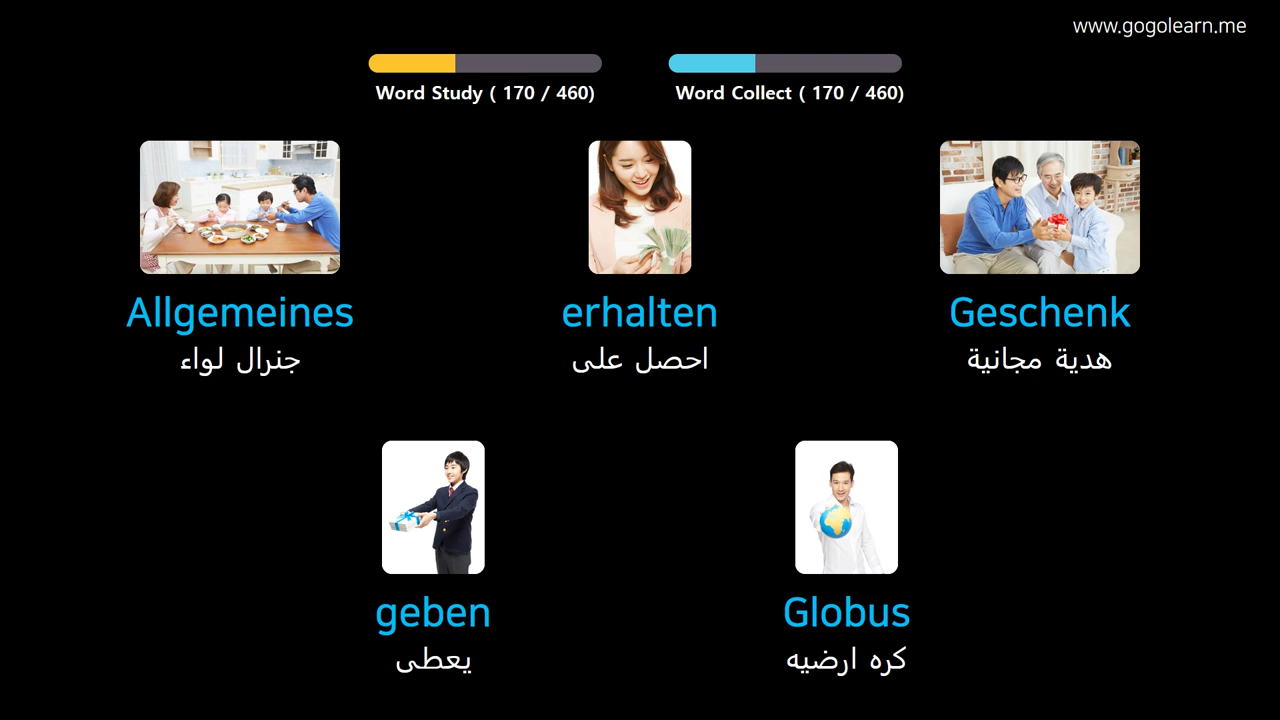 www.gogolearn.me
Word Study ( 170 / 460)
Word Collect ( 170 / 460)
Allgemeines
جنرال لواء
erhalten
احصل على
Geschenk
هدية مجانية
geben
يعطى
Globus
كره ارضيه